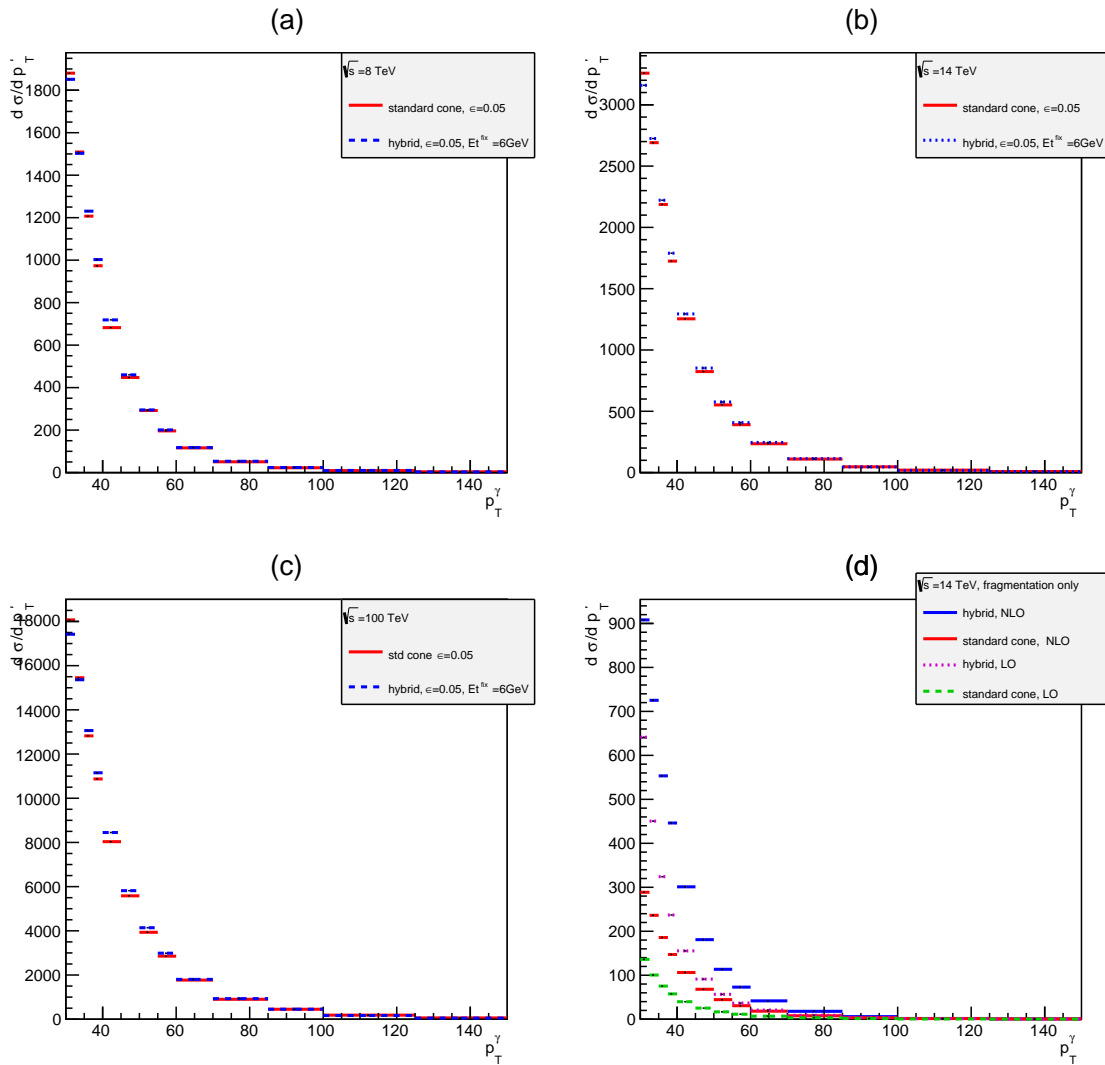 (a)
d σ/d p'T
√s =8 TeV
standard cone, ϵ=0.05
hybrid, ϵ=0.05, Et^fix =6GeV
1800
1600
1400
1200
1000
800
600
400
200
0
40 60 80 100 120 140
p_T^γ
(b)
d σ/d p'T
√s =14 TeV
standard cone, ϵ=0.05
hybrid, ϵ=0.05, Et^fix =6GeV
3000
2500
2000
1500
1000
500
0
40 60 80 100 120 140
p_T^γ
(c)
d σ/d p'T
√s =100 TeV
std cone ϵ=0.05
hybrid, ϵ=0.05, Et^fix =6GeV
18000
16000
14000
12000
10000
8000
6000
4000
2000
0
40 60 80 100 120 140
p_T^γ
(d)
d σ/d p'T
√s =14 TeV, fragmentation only
hybrid, NLO
standard cone, NLO
hybrid, LO
standard cone, LO
900
800
700
600
500
400
300
200
100
0
40 60 80 100 120 140
p_T^γ